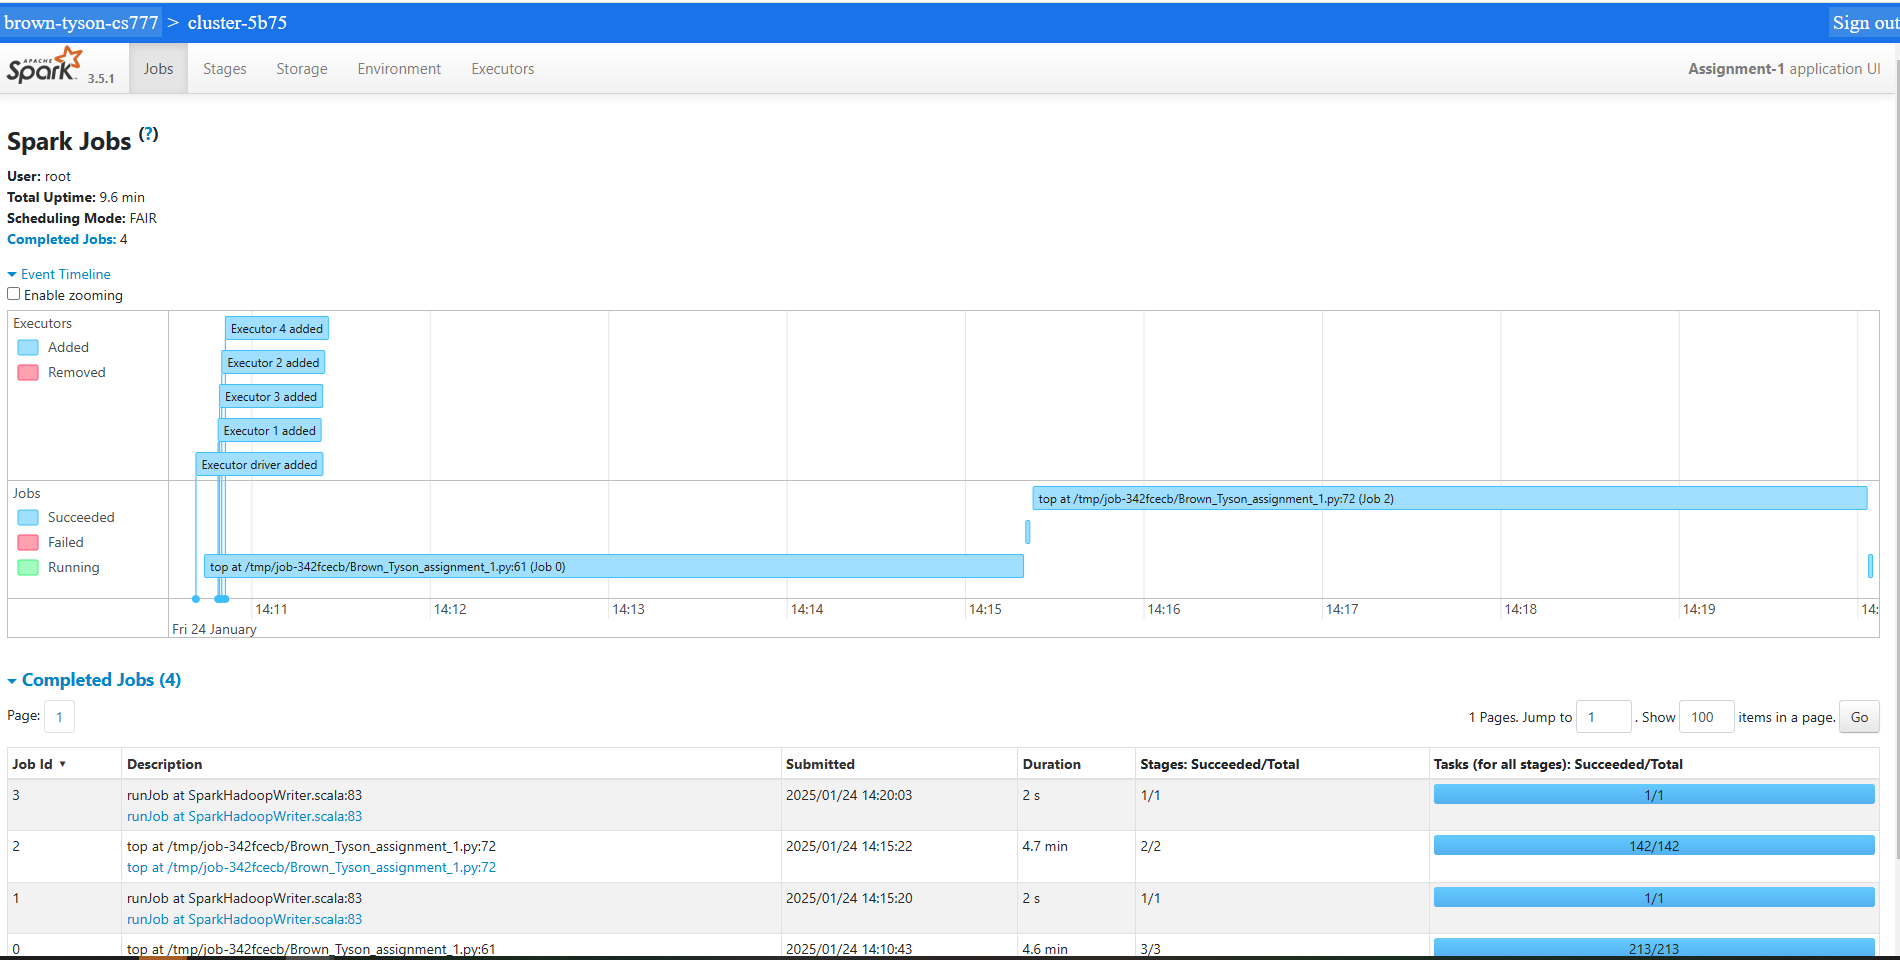 brown-tyson-cs777 > cluster-5b75 Sign out
APACHE Spark 3.5.1 Jobs Stages Storage Environment Executors Assignment-1 application UI
Spark Jobs (?)
User: root
Total Uptime: 9.6 min
Scheduling Mode: FAIR
Completed Jobs: 4
Event Timeline
Enable zooming
Executors
Added
Removed
Executor 4 added
Executor 2 added
Executor 3 added
Executor 1 added
Executor driver added
Jobs
Succeeded
Failed
Running
top at /tmp/job-342fcecb/Brown_Tyson_assignment_1.py:72 (Job 2)
top at /tmp/job-342fcecb/Brown_Tyson_assignment_1.py:61 (Job 0)
14:11 14:12 14:13 14:14 14:15 14:16 14:17 14:18 14:19 14:
Fri 24 January
Completed Jobs (4)
Page: 1 1 Pages. Jump to 1 . Show 100 items in a page. Go
Job Id ▾ Description Submitted Duration Stages: Succeeded/Total Tasks (for all stages): Succeeded/Total
3 runJob at SparkHadoopWriter.scala:83 2025/01/24 14:20:03 2 s 1/1 1/1
runJob at SparkHadoopWriter.scala:83
2 top at /tmp/job-342fcecb/Brown_Tyson_assignment_1.py:72 2025/01/24 14:15:22 4.7 min 2/2 142/142
top at /tmp/job-342fcecb/Brown_Tyson_assignment_1.py:72
1 runJob at SparkHadoopWriter.scala:83 2025/01/24 14:15:20 2 s 1/1 1/1
runJob at SparkHadoopWriter.scala:83
0 top at /tmp/job-342fcecb/Brown_Tyson_assignment_1.py:61 2025/01/24 14:10:43 4.6 min 3/3 213/213